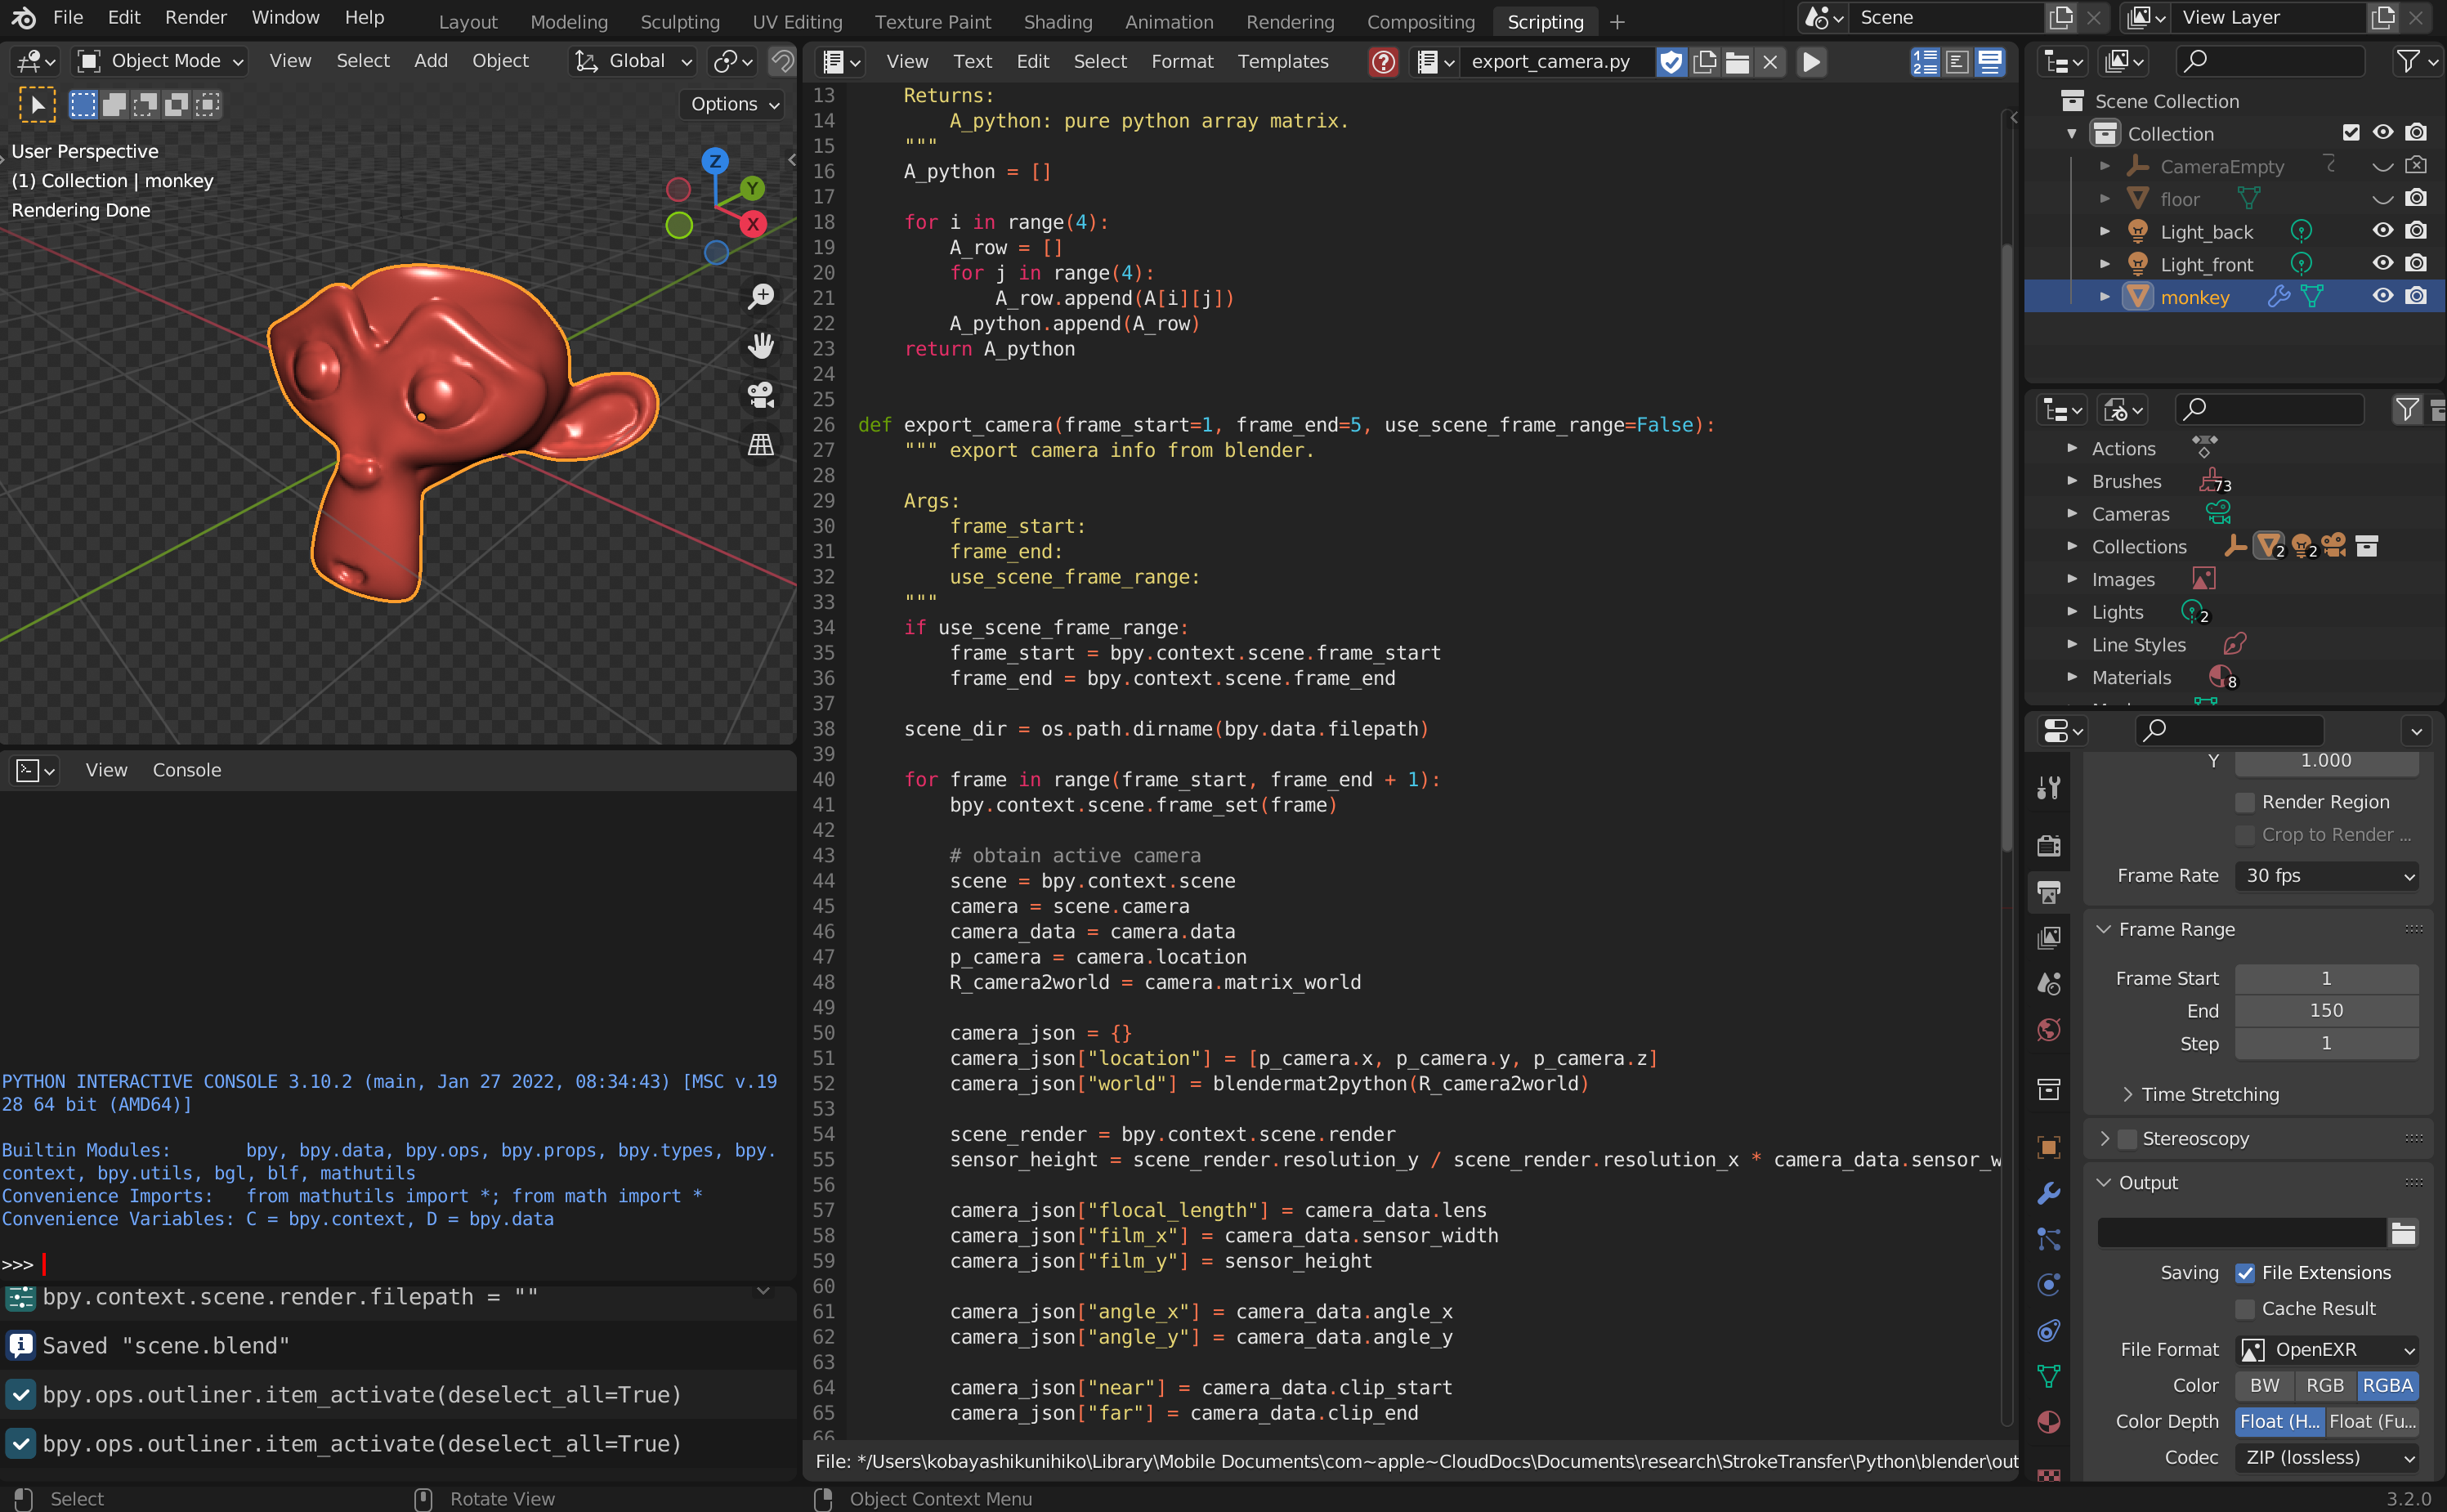 File Edit Render Window Help Layout Modeling Sculpting UV Editing Texture Paint Shading Animation Rendering Compositing Scripting + Scene View Layer
Object Mode View Select Add Object Global
Options
User Perspective
(1) Collection | monkey
Rendering Done
Z
Y
X
View Console
PYTHON INTERACTIVE CONSOLE 3.10.2 (main, Jan 27 2022, 08:34:43) [MSC v.19
28 64 bit (AMD64)]
Builtin Modules: bpy, bpy.data, bpy.ops, bpy.props, bpy.types, bpy.
context, bpy.utils, bgl, blf, mathutils
Convenience Imports: from mathutils import *; from math import *
Convenience Variables: C = bpy.context, D = bpy.data
>>>
bpy.context.scene.render.filepath = ""
Saved "scene.blend"
bpy.ops.outliner.item_activate(deselect_all=True)
bpy.ops.outliner.item_activate(deselect_all=True)
View Text Edit Select Format Templates export_camera.py
13 Returns:
14 A_python: pure python array matrix.
15 """
16 A_python = []
17
18 for i in range(4):
19 A_row = []
20 for j in range(4):
21 A_row.append(A[i][j])
22 A_python.append(A_row)
23 return A_python
24
25
26 def export_camera(frame_start=1, frame_end=5, use_scene_frame_range=False):
27 """ export camera info from blender.
28
29 Args:
30 frame_start:
31 frame_end:
32 use_scene_frame_range:
33 """
34 if use_scene_frame_range:
35 frame_start = bpy.context.scene.frame_start
36 frame_end = bpy.context.scene.frame_end
37
38 scene_dir = os.path.dirname(bpy.data.filepath)
39
40 for frame in range(frame_start, frame_end + 1):
41 bpy.context.scene.frame_set(frame)
42
43 # obtain active camera
44 scene = bpy.context.scene
45 camera = scene.camera
46 camera_data = camera.data
47 p_camera = camera.location
48 R_camera2world = camera.matrix_world
49
50 camera_json = {}
51 camera_json["location"] = [p_camera.x, p_camera.y, p_camera.z]
52 camera_json["world"] = blendermat2python(R_camera2world)
53
54 scene_render = bpy.context.scene.render
55 sensor_height = scene_render.resolution_y / scene_render.resolution_x * camera_data.sensor_w
56
57 camera_json["flocal_length"] = camera_data.lens
58 camera_json["film_x"] = camera_data.sensor_width
59 camera_json["film_y"] = sensor_height
60
61 camera_json["angle_x"] = camera_data.angle_x
62 camera_json["angle_y"] = camera_data.angle_y
63
64 camera_json["near"] = camera_data.clip_start
65 camera_json["far"] = camera_data.clip_end
66
File: */Users\kobayashikunihiko\Library\Mobile Documents\com~apple~CloudDocs\Documents\research\StrokeTransfer\Python\blender\out
Scene Collection
Collection
CameraEmpty
floor
Light_back
Light_front
monkey
Actions
Brushes 73
Cameras
Collections 2 2
Images
Lights 2
Line Styles
Materials 8
Y 1.000
Render Region
Crop to Render ...
Frame Rate 30 fps
Frame Range
Frame Start 1
End 150
Step 1
Time Stretching
Stereoscopy
Output
Saving File Extensions
Cache Result
File Format OpenEXR
Color BW RGB RGBA
Color Depth Float (H... Float (Fu...
Codec ZIP (lossless)
Select Rotate View Object Context Menu 3.2.0